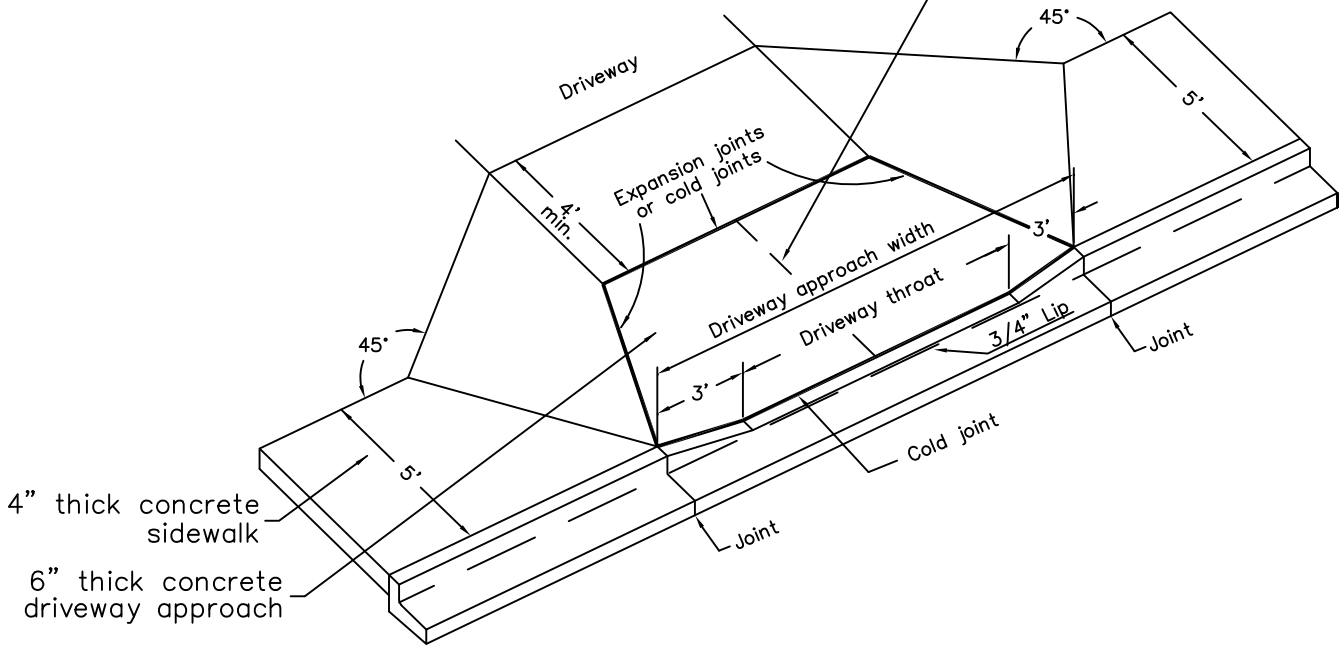 45°
Driveway
5'
Expansion joints
or cold joints
4'
min.
3'
Driveway approach width
Driveway throat
3/4" Lip
Joint
45°
3'
Cold joint
5'
4" thick concrete
sidewalk
Joint
6" thick concrete
driveway approach